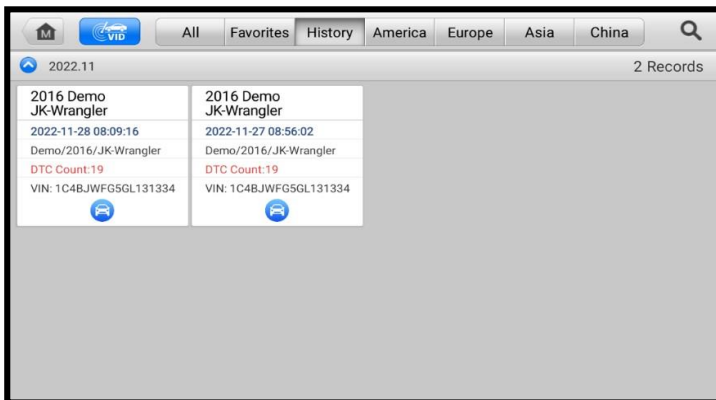 M
VID
All
Favorites
History
America
Europe
Asia
China
2022.11
2 Records
2016 Demo
JK-Wrangler
2022-11-28 08:09:16
Demo/2016/JK-Wrangler
DTC Count:19
VIN: 1C4BJWFG5GL131334
2016 Demo
JK-Wrangler
2022-11-27 08:56:02
Demo/2016/JK-Wrangler
DTC Count:19
VIN: 1C4BJWFG5GL131334